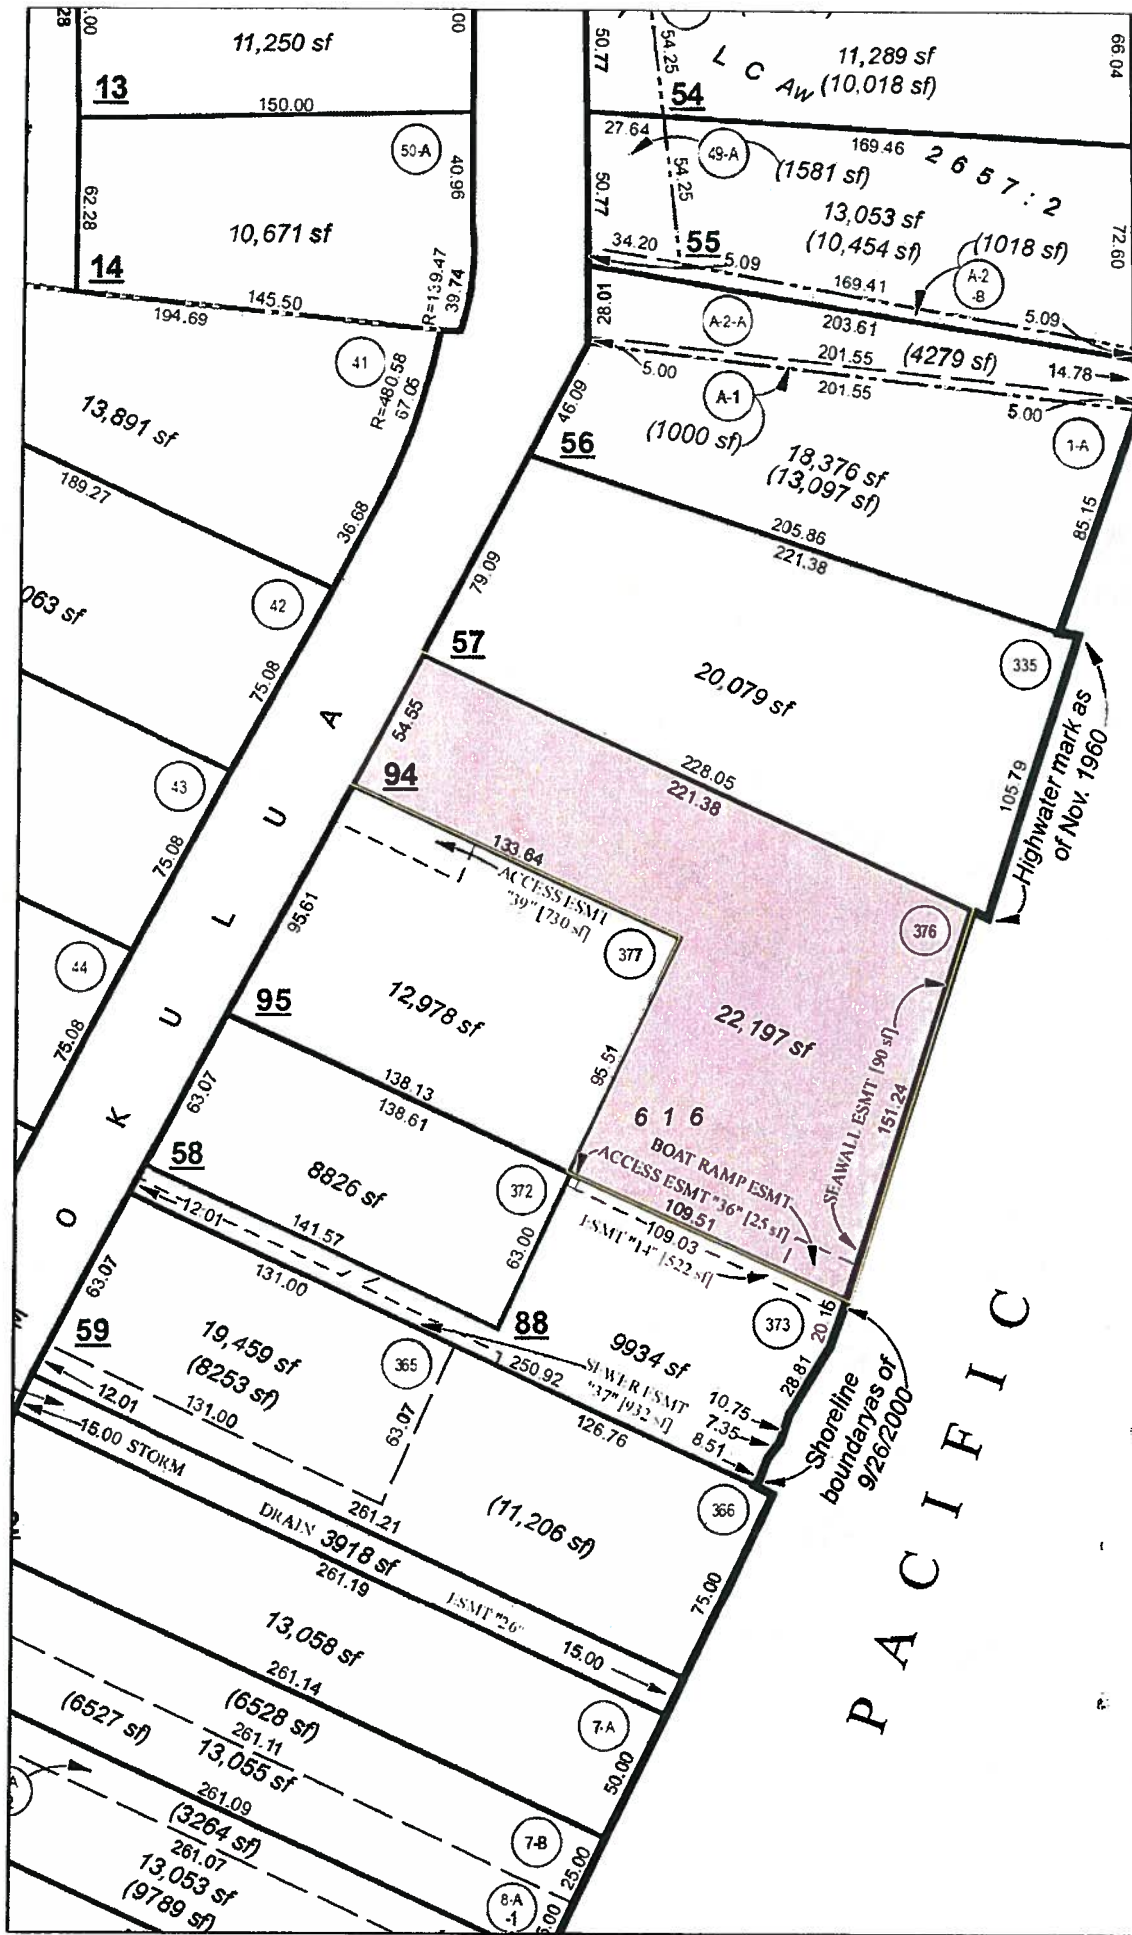 28
.00
11,250 sf
00
13
150.00
50-A
40.96
62.28
10,671 sf
14
R=139.47
39.74
145.50
194.69
50.77
54.25
L C Aw
11,289 sf
(10,018 sf)
66.04
54
27.64
49-A
169.46
2657:2
(1581 sf)
54.25
50.77
13,053 sf
(10,454 sf)
(1018 sf)
72.60
34.20
55
5.09
169.41
A-2
-B
5.09
28.01
A-2-A
203.61
(4279 sf)
14.78
201.55
5.00
A-1
201.55
5.00
(1000 sf)
46.09
56
18,376 sf
(13,097 sf)
1-A
85.15
41
R=480.58
67.05
13,891 sf
189.27
36.68
205.86
221.38
79.09
42
063 sf
57
335
20,079 sf
75.08
105.79
Highwater mark as
of Nov. 1960
54.55
94
228.05
221.38
43
133.64
ACCESS ESMT
"39" [730 sf]
377
376
75.08
95.61
44
95
12,978 sf
22,197 sf
75.08
95.51
SEAWALL ESMT [90 sf]
151.24
138.13
138.61
63.07
6 1 6
BOAT RAMP ESMT
ACCESS ESMT "36" [25 sf]
109.51
58
8826 sf
372
109.03
ESMT "14" [522 sf]
12.01
141.57
63.00
131.00
63.07
88
373
20.16
59
19,459 sf
(8253 sf)
365
9934 sf
28.81
250.92
SEWER ESMT
"37" [932 sf]
10.75
7.35
8.51
Shoreline
boundaryas of
9/26/2000
12.01
131.00
63.07
126.76
15.00 STORM
366
261.21
(11,206 sf)
DRAIN 3918 sf
261.19
ESMT "26"
75.00
15.00
13,058 sf
261.14
(6528 sf)
(6527 sf)
7-A
261.11
13,055 sf
50.00
261.09
(3264 sf)
7-B
261.07
25.00
13,053 sf
(9789 sf)
8-A
-1
.00
M O K U L U A
P A C I F I C